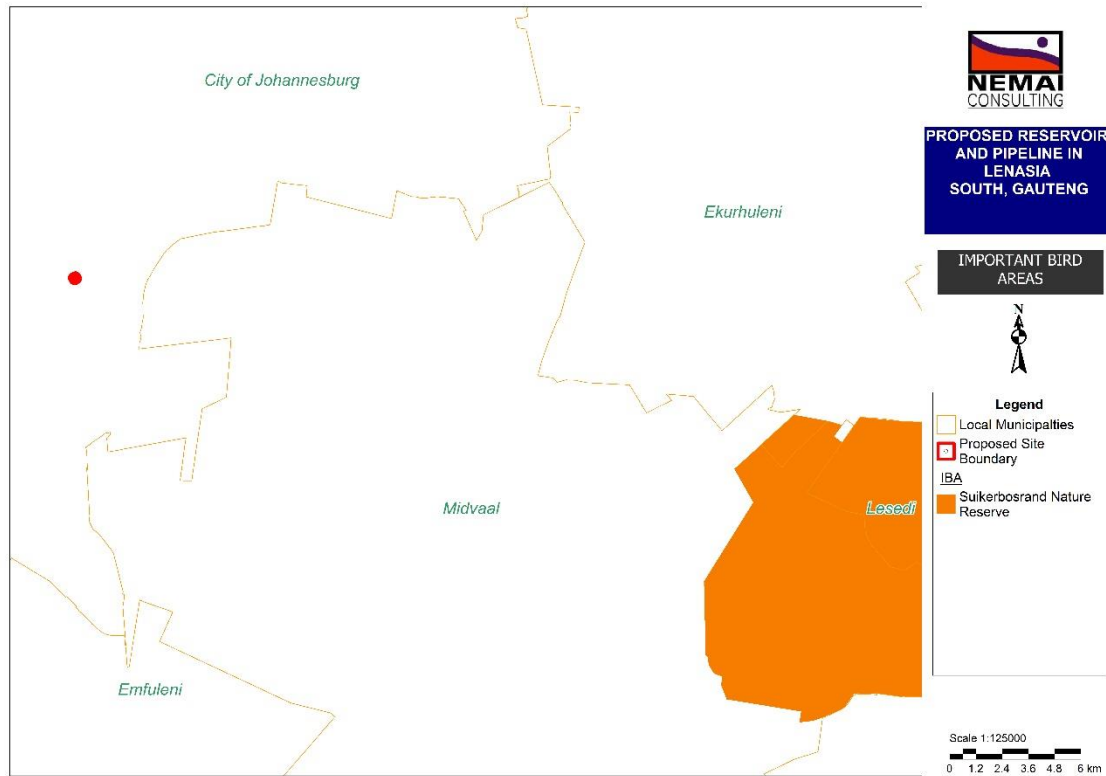 City of Johannesburg
Ekurhuleni
Midvaal
Lesedi
Emfuleni
NEMAI
CONSULTING
PROPOSED RESERVOIR
AND PIPELINE IN
LENASIA
SOUTH, GAUTENG
IMPORTANT BIRD
AREAS
N
Legend
Local Municipalties
Proposed Site
Boundary
IBA
Suikerbosrand Nature
Reserve
Scale 1:125000
0 1.2 2.4 3.6 4.8 6 km